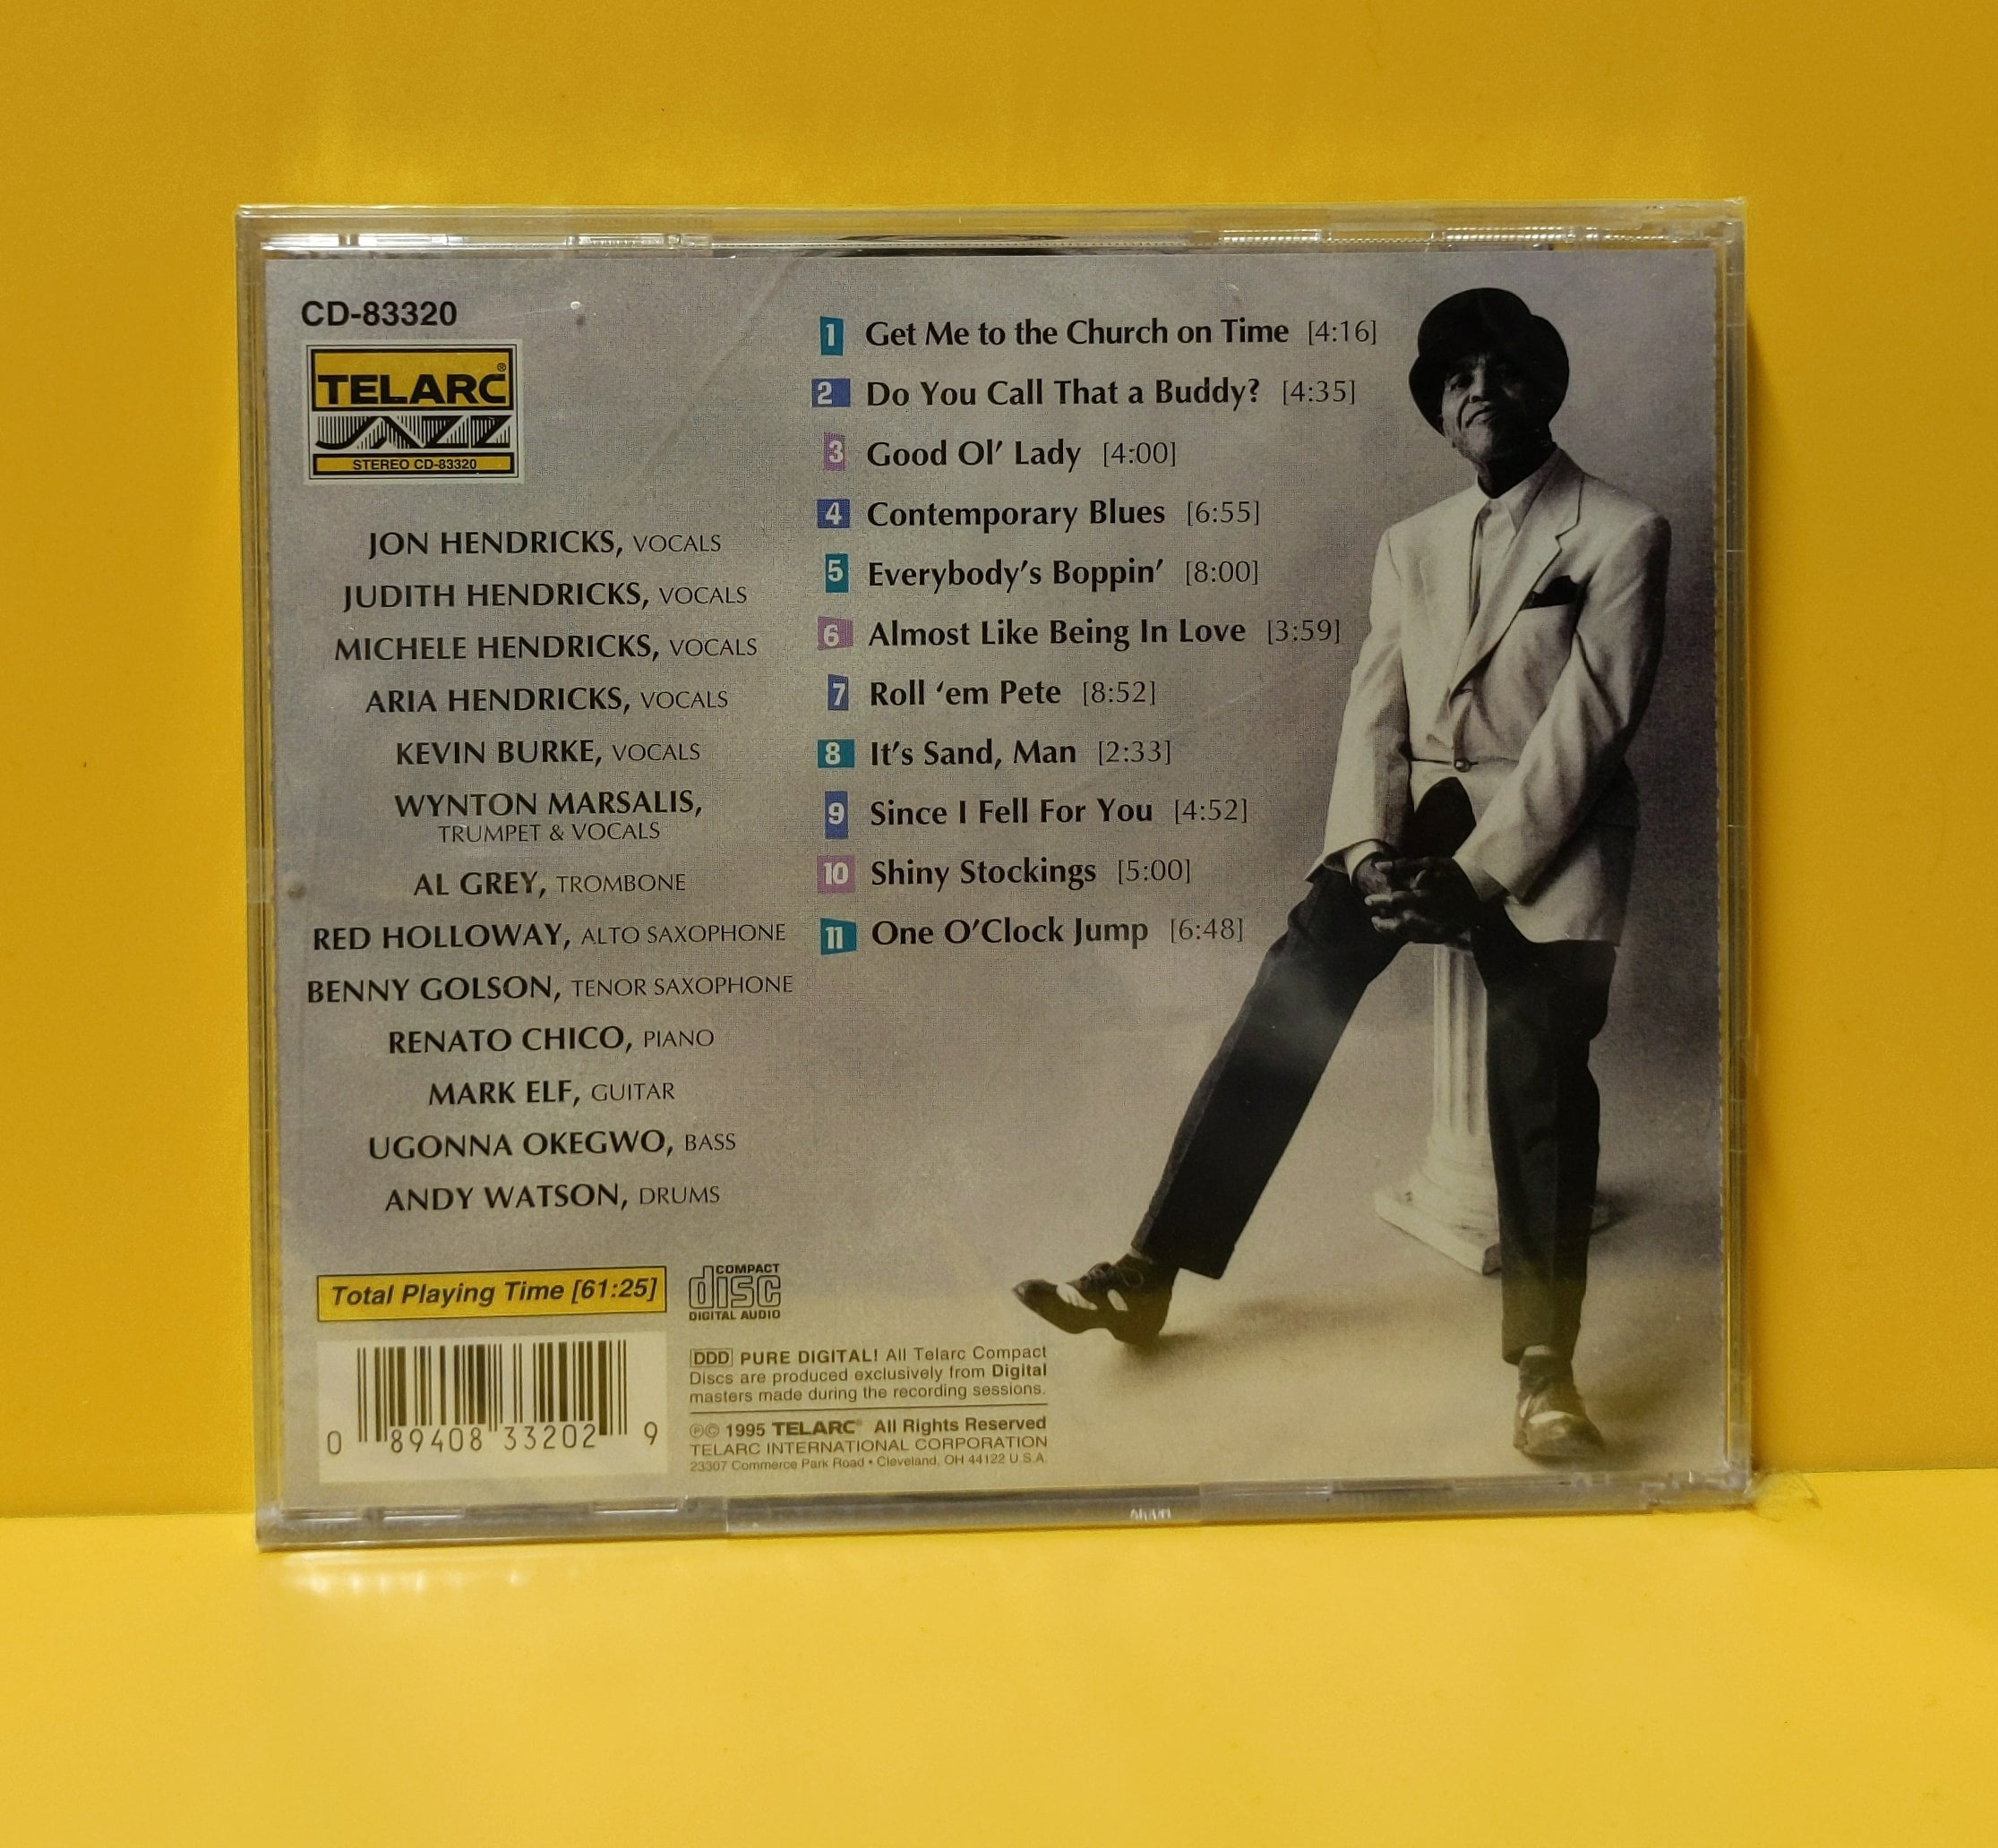 CD-83320
TELARC®
JAZZ
STEREO CD-83320
JON HENDRICKS, VOCALS
JUDITH HENDRICKS, VOCALS
MICHELE HENDRICKS, VOCALS
ARIA HENDRICKS, VOCALS
KEVIN BURKE, VOCALS
WYNTON MARSALIS,
TRUMPET & VOCALS
AL GREY, TROMBONE
RED HOLLOWAY, ALTO SAXOPHONE
BENNY GOLSON, TENOR SAXOPHONE
RENATO CHICO, PIANO
MARK ELF, GUITAR
UGONNA OKEGWO, BASS
ANDY WATSON, DRUMS
1 Get Me to the Church on Time [4:16]
2 Do You Call That a Buddy? [4:35]
3 Good Ol’ Lady [4:00]
4 Contemporary Blues [6:55]
5 Everybody’s Boppin’ [8:00]
6 Almost Like Being In Love [3:59]
7 Roll ‘em Pete [8:52]
8 It’s Sand, Man [2:33]
9 Since I Fell For You [4:52]
10 Shiny Stockings [5:00]
11 One O’Clock Jump [6:48]
Total Playing Time [61:25]
COMPACT
disc
DIGITAL AUDIO
0 89408 33202 9
DDD PURE DIGITAL! All Telarc Compact
Discs are produced exclusively from Digital
masters made during the recording sessions.
℗© 1995 TELARC® All Rights Reserved
TELARC INTERNATIONAL CORPORATION
23307 Commerce Park Road • Cleveland, OH 44122 U.S.A.